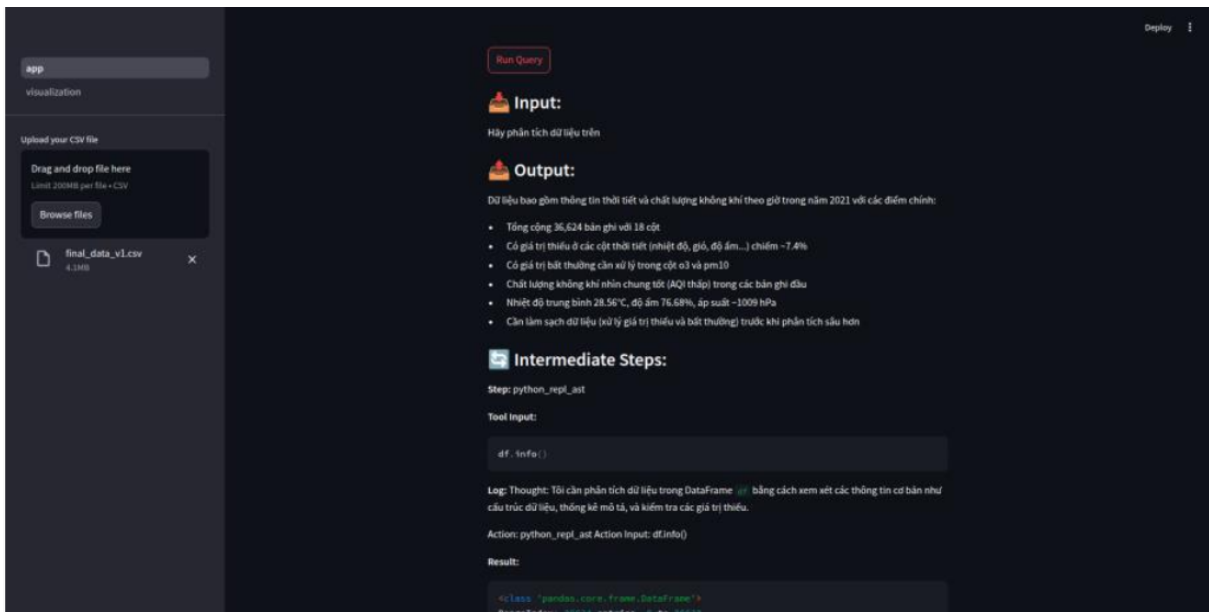 Deploy
app
visualization
Upload your CSV file
Drag and drop file here
Limit 200MB per file • CSV
Browse files
final_data_v1.csv
4.1MB
Run Query
Input:
Hãy phân tích dữ liệu trên
Output:
Dữ liệu bao gồm thông tin thời tiết và chất lượng không khí theo giờ trong năm 2021 với các điểm chính:
• Tổng cộng 36,624 bản ghi với 18 cột
• Có giá trị thiếu ở các cột thời tiết (nhiệt độ, gió, độ ẩm...) chiếm ~7.4%
• Có giá trị bất thường cần xử lý trong cột o3 và pm10
• Chất lượng không khí nhìn chung tốt (AQI thấp) trong các bản ghi đầu
• Nhiệt độ trung bình 28.56°C, độ ẩm 76.68%, áp suất ~1009 hPa
• Cần làm sạch dữ liệu (xử lý giá trị thiếu và bất thường) trước khi phân tích sâu hơn
Intermediate Steps:
Step: python_repl_ast
Tool Input:
df.info()
Log: Thought: Tôi cần phân tích dữ liệu trong DataFrame df bằng cách xem xét các thông tin cơ bản như
cấu trúc dữ liệu, thống kê mô tả, và kiểm tra các giá trị thiếu.
Action: python_repl_ast Action Input: df.info()
Result:
<class 'pandas.core.frame.DataFrame'>